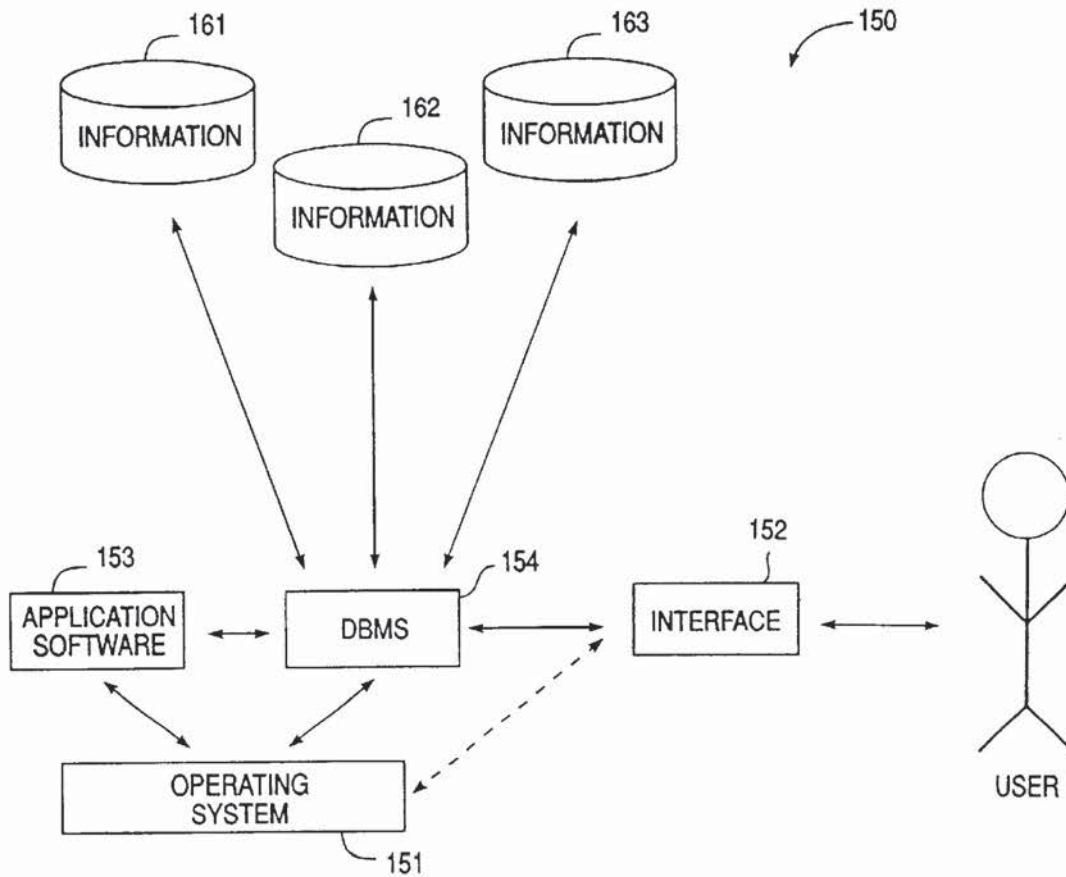 161
163
150
INFORMATION
162
INFORMATION
INFORMATION
153
154
152
APPLICATION
SOFTWARE
DBMS
INTERFACE
OPERATING
SYSTEM
USER
151